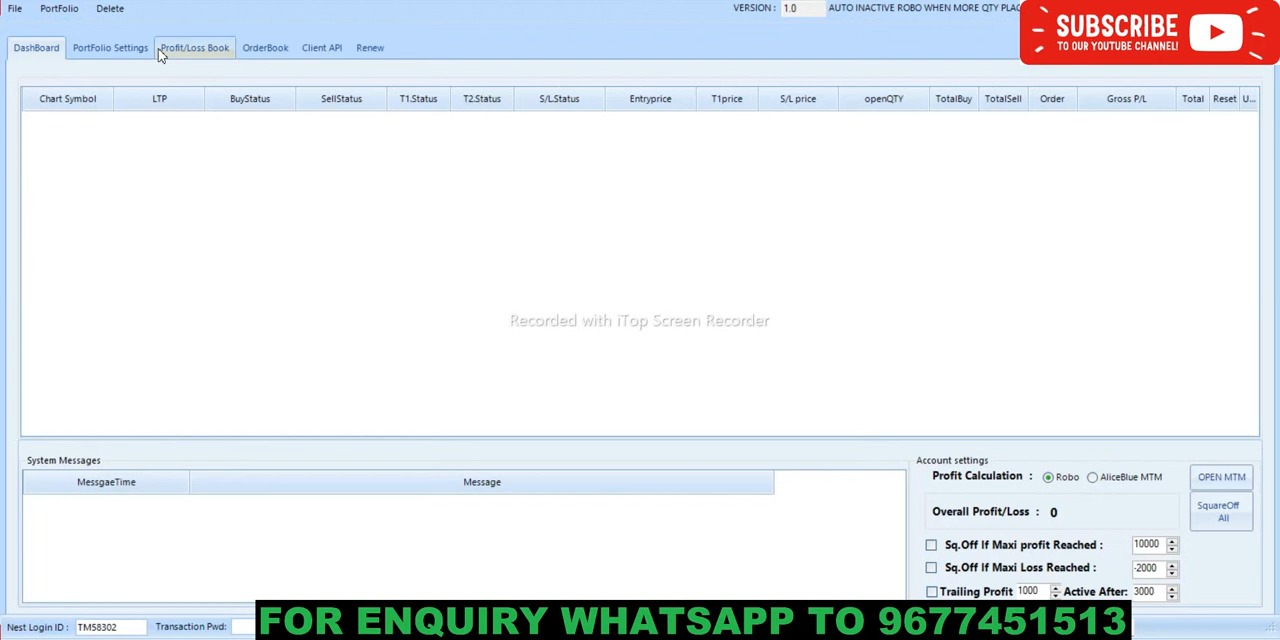 File PortFolio Delete VERSION : 1.0 AUTO INACTIVE ROBO WHEN MORE QTY PLAC
SUBSCRIBE
TO OUR YOUTUBE CHANNEL!
DashBoard PortFolio Settings Profit/Loss Book OrderBook Client API Renew
Chart Symbol LTP BuyStatus SellStatus T1.Status T2.Status S/L.Status Entryprice T1price S/L price openQTY TotalBuy TotalSell Order Gross P/L Total Reset U...
Recorded with iTop Screen Recorder
System Messages
MessgaeTime Message
Account settings
Profit Calculation : Robo AliceBlue MTM OPEN MTM
Overall Profit/Loss : 0 SquareOff All
Sq.Off If Maxi profit Reached : 10000
Sq.Off If Maxi Loss Reached : -2000
Trailing Profit 1000 Active After: 3000
Nest Login ID : TM58302 Transaction Pwd:
FOR ENQUIRY WHATSAPP TO 9677451513